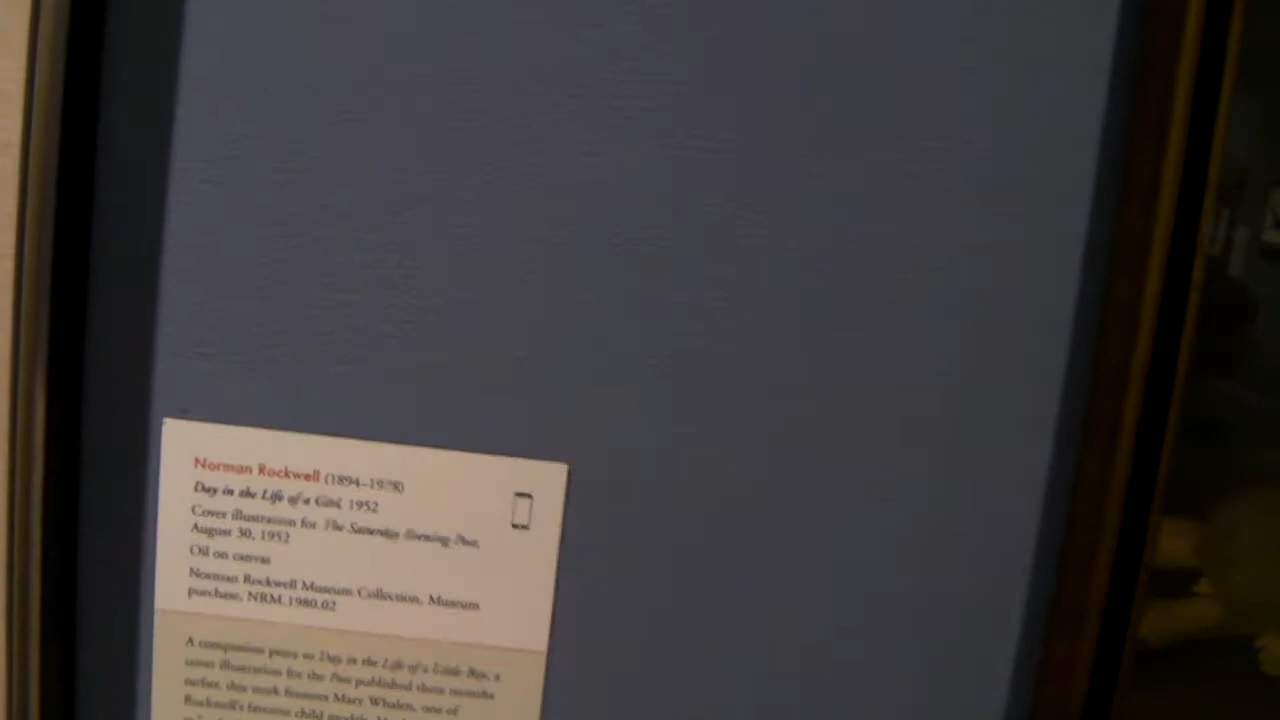 Norman Rockwell (1894–1978)
Day in the Life of a Girl, 1952
Cover illustration for The Saturday Evening Post,
August 30, 1952
Oil on canvas
Norman Rockwell Museum Collection, Museum
purchase, NRM.1980.02
A companion piece to Day in the Life of a Little Boy, a
cover illustration for the Post published three months
earlier, this work features Mary Whalen, one of
Rockwell's favorite child models.